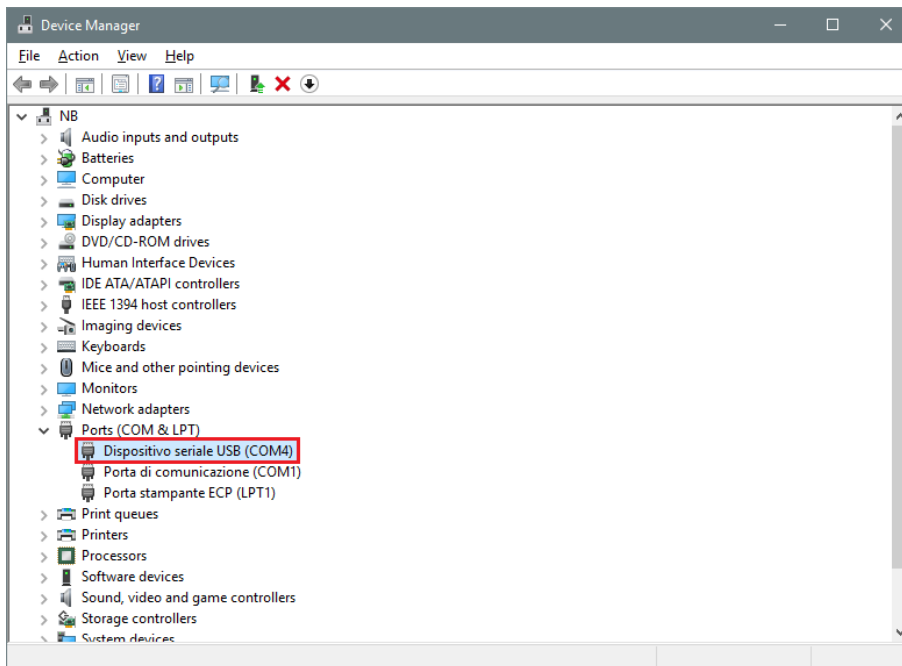 Device Manager
File Action View Help
NB
Audio inputs and outputs
Batteries
Computer
Disk drives
Display adapters
DVD/CD-ROM drives
Human Interface Devices
IDE ATA/ATAPI controllers
IEEE 1394 host controllers
Imaging devices
Keyboards
Mice and other pointing devices
Monitors
Network adapters
Ports (COM & LPT)
Dispositivo seriale USB (COM4)
Porta di comunicazione (COM1)
Porta stampante ECP (LPT1)
Print queues
Printers
Processors
Software devices
Sound, video and game controllers
Storage controllers
System devices